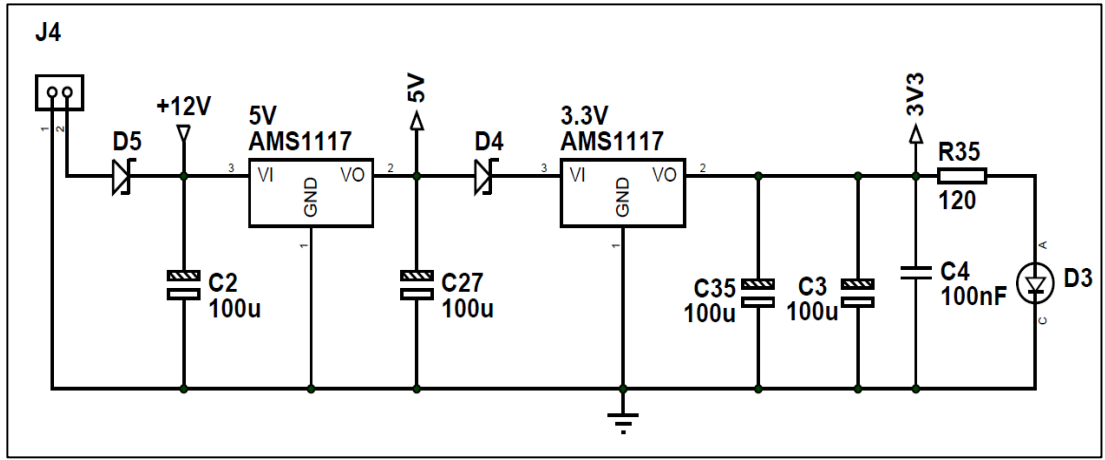 J4
1
2
D5
+12V
5V
AMS1117
3
VI
VO
2
GND
1
C2
100u
5V
C27
100u
D4
3.3V
AMS1117
3
VI
VO
2
GND
1
C35
100u
C3
100u
3V3
C4
100nF
R35
120
A
D3
C